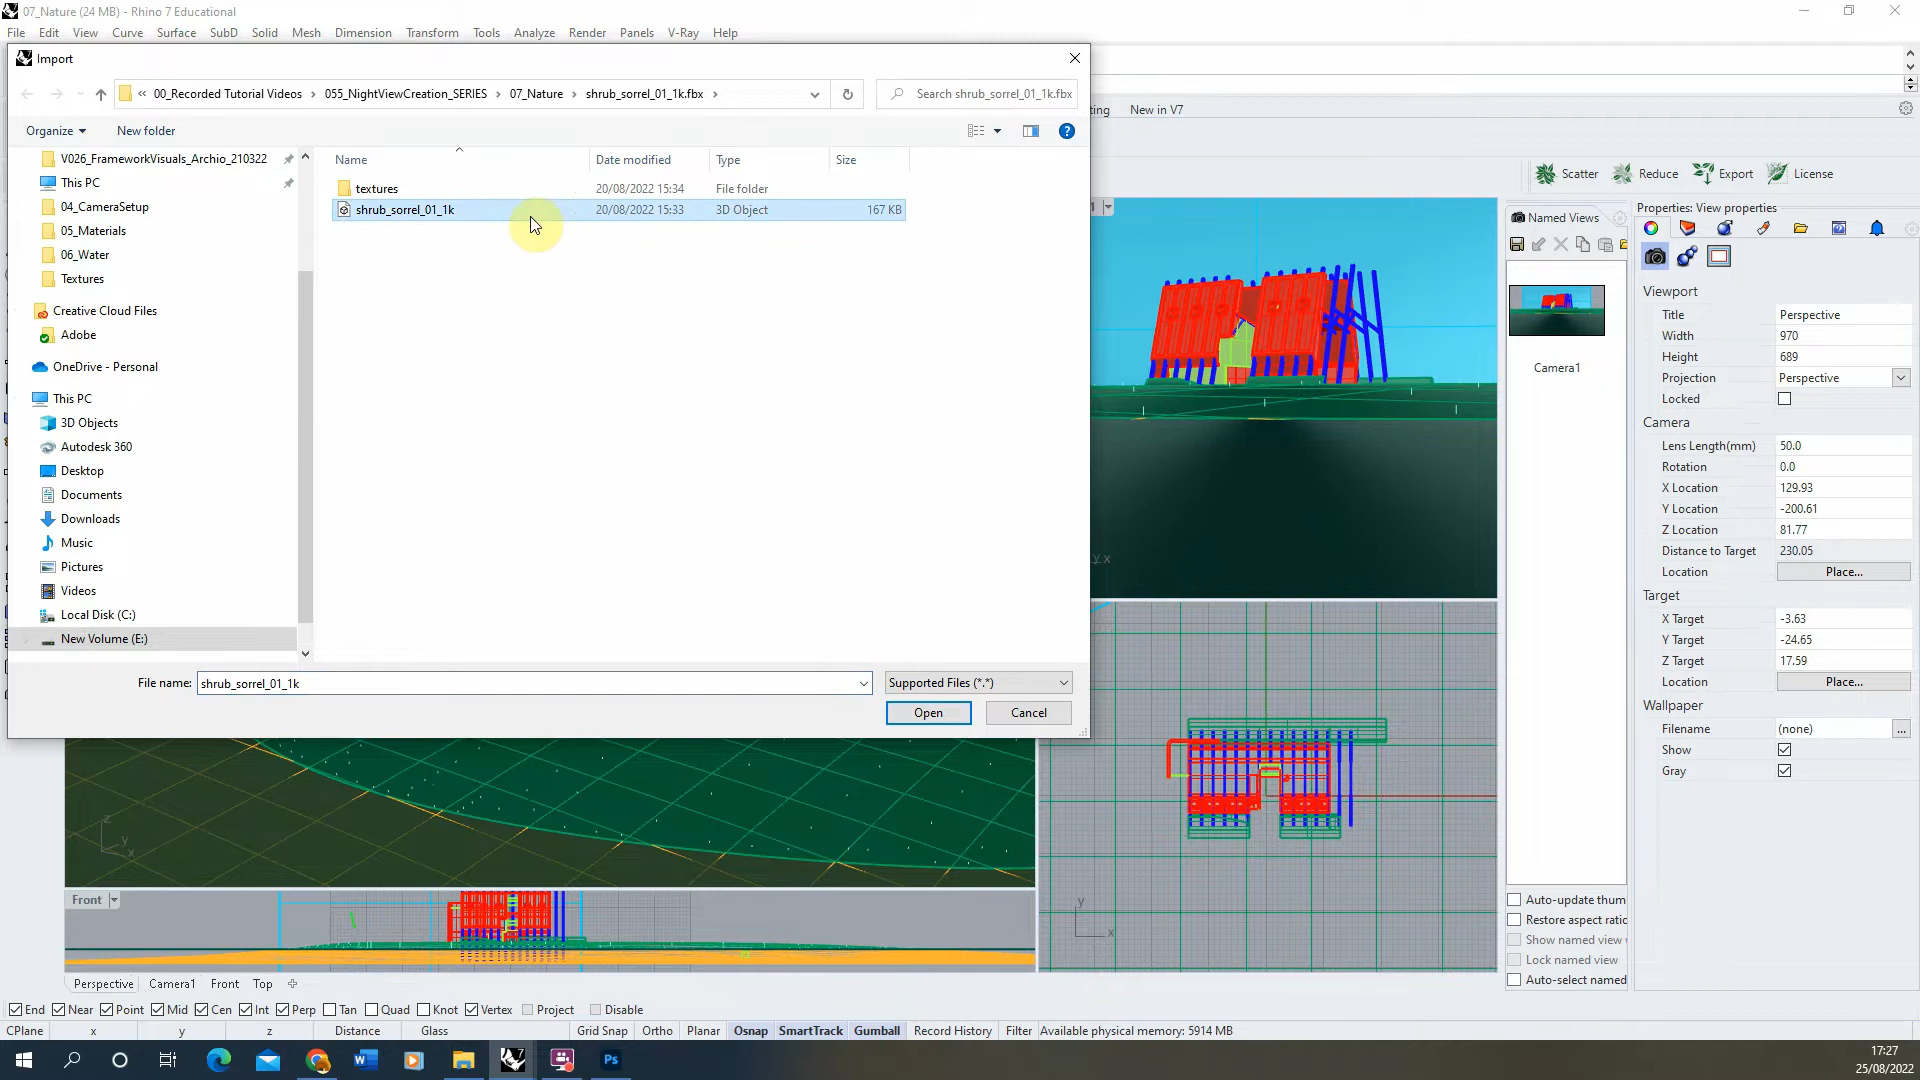 07_Nature (24 MB) - Rhino 7 Educational
File Edit View Curve Surface SubD Solid Mesh Dimension Transform Tools Analyze Render Panels V-Ray Help
Import
« 00_Recorded Tutorial Videos › 055_NightViewCreation_SERIES › 07_Nature › shrub_sorrel_01_1k.fbx ›
Search shrub_sorrel_01_1k.fbx
ting New in V7
Organize New folder
Name Date modified Type Size
textures 20/08/2022 15:34 File folder
shrub_sorrel_01_1k 20/08/2022 15:33 3D Object 167 KB
V026_FrameworkVisuals_Archio_210322
This PC
04_CameraSetup
05_Materials
06_Water
Textures
Creative Cloud Files
Adobe
OneDrive - Personal
This PC
3D Objects
Autodesk 360
Desktop
Documents
Downloads
Music
Pictures
Videos
Local Disk (C:)
New Volume (E:)
File name: shrub_sorrel_01_1k Supported Files (*.*)
Open Cancel
Scatter Reduce Export License
Named Views
Camera1
Properties: View properties
Viewport
Title Perspective
Width 970
Height 689
Projection Perspective
Locked
Camera
Lens Length(mm) 50.0
Rotation 0.0
X Location 129.93
Y Location -200.61
Z Location 81.77
Distance to Target 230.05
Location Place...
Target
X Target -3.63
Y Target -24.65
Z Target 17.59
Location Place...
Wallpaper
Filename (none) ...
Show
Gray
Auto-update thum
Restore aspect ratic
Show named view
Lock named view
Auto-select named
z y x
y x
y x
Front
Perspective Camera1 Front Top
End Near Point Mid Cen Int Perp Tan Quad Knot Vertex Project Disable
CPlane x y z Distance Glass Grid Snap Ortho Planar Osnap SmartTrack Gumball Record History Filter Available physical memory: 5914 MB
Ps
17:27
25/08/2022